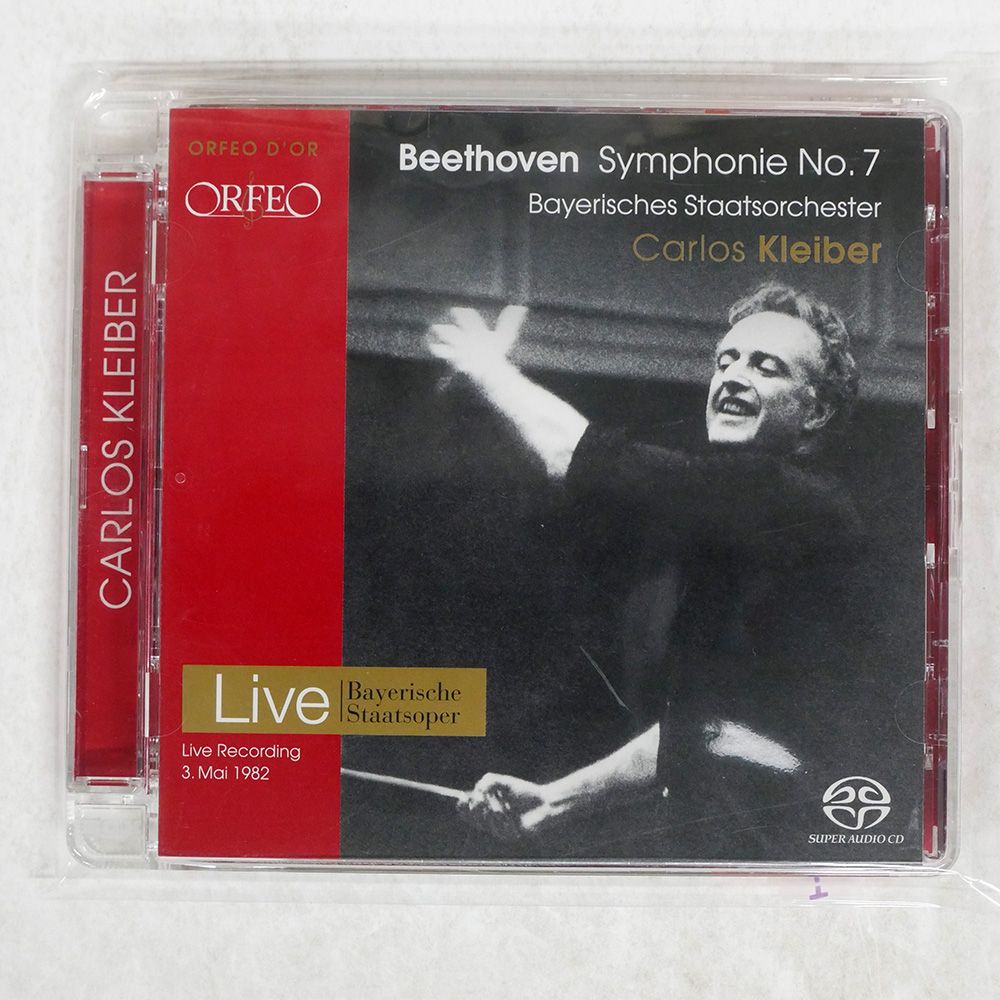 CARLOS KLEIBER
ORFEO D'OR
ORFEO
Beethoven Symphonie No. 7
Bayerisches Staatsorchester
Carlos Kleiber
Live
Bayerische
Staatsoper
Live Recording
3. Mai 1982
SUPER AUDIO CD